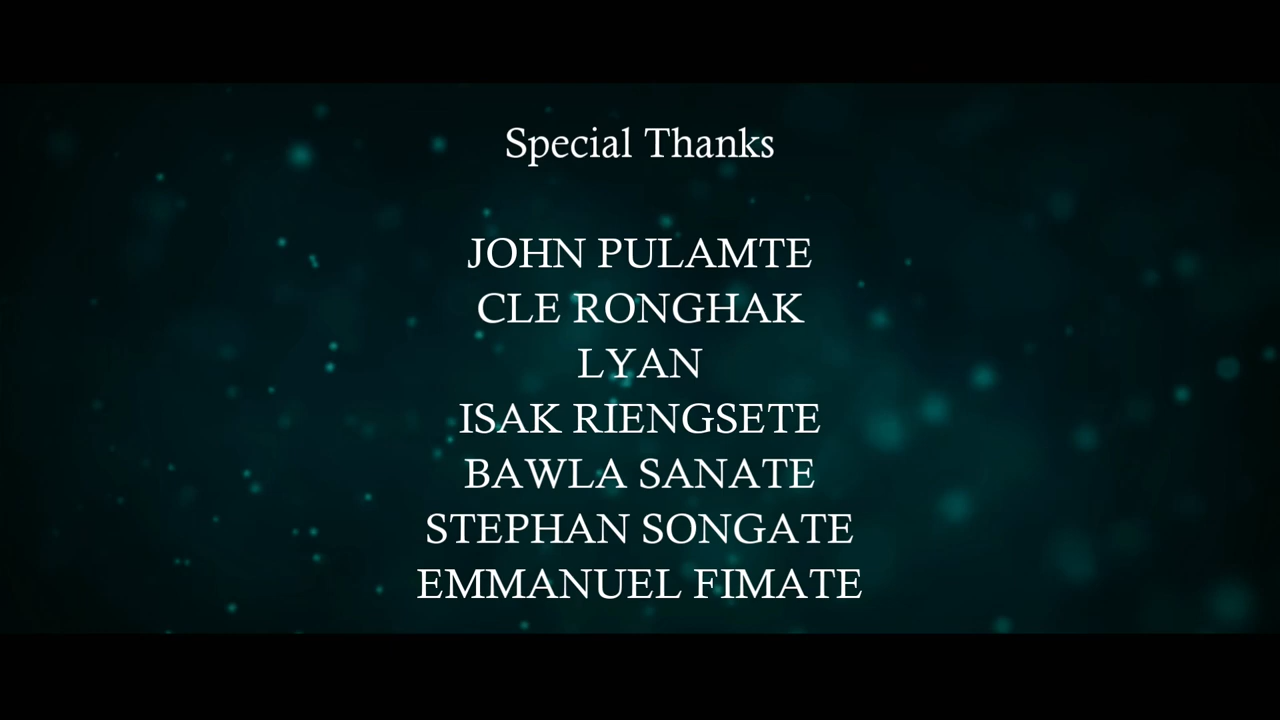 Special Thanks
JOHN PULAMTE
CLE RONGHAK
LYAN
ISAK RIENGSETE
BAWLA SANATE
STEPHAN SONGATE
EMMANUEL FIMATE